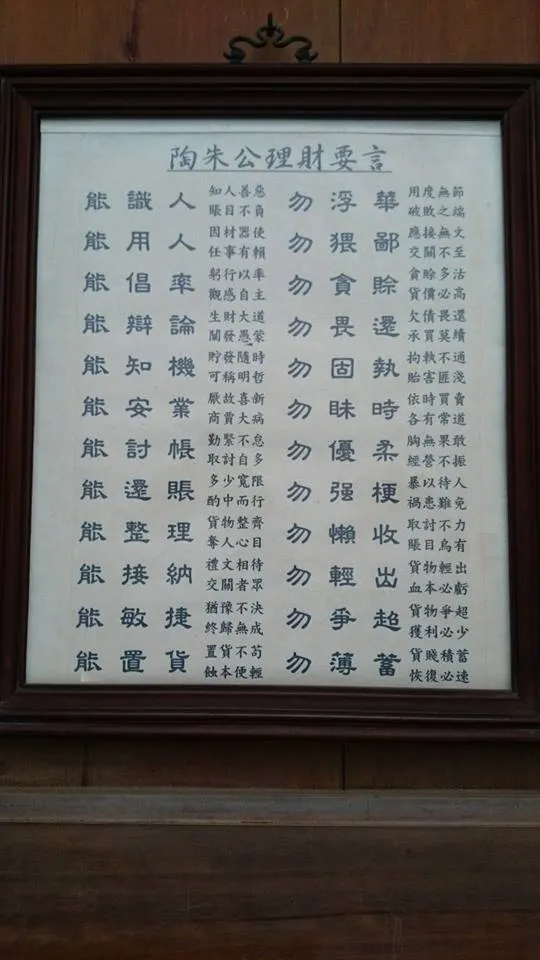 陶朱公理財要言
能識人 知人善惡
賬目不負
勿浮華 用度無節
破敗之端
能用人 因材器使
任事有賴
勿猥鄙 應接無文
交關不至
能倡率 躬行以率
觀感自主
勿貪賒 貪賒多沽
貨價必高
能辯論 生財大道
闡發愚蒙
勿畏還 欠債畏還
承買莫續
能知機 貯發隨時
可稱明哲
勿固執 拘執不通
貽害匪淺
能安業 厭故喜新
商賈大病
勿昧時 依時買賣
各有常道
能討帳 勤緊不怠
取討自多
勿優柔 胸無果敢
經營不振
能還賬 多少寬限
酌中而行
勿强梗 暴以待人
禍患難免
能整理 貨物整齊
奪人心目
勿懶收 取討不力
賬目烏有
能接納 禮文相待
交關者眾
勿輕出 貨物輕出
血本必虧
能敏捷 猶豫不決
終歸無成
勿爭超 貨物爭超
獲利必少
能置貨 置貨不苛
蝕本便輕
勿薄蓄 貨賤積蓄
恢復必速